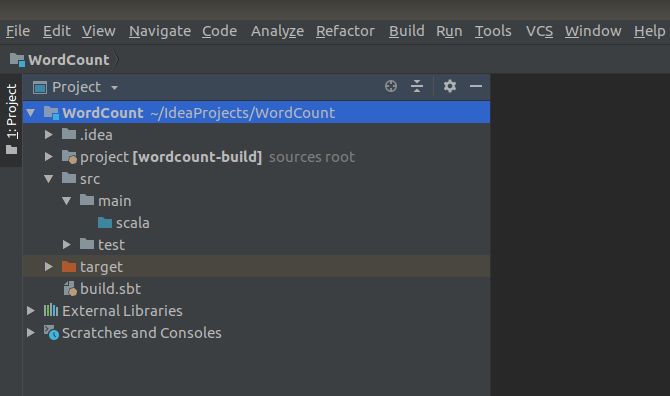 File Edit View Navigate Code Analyze Refactor Build Run Tools VCS Window Help
WordCount
1: Project
Project
WordCount ~/IdeaProjects/WordCount
.idea
project [wordcount-build] sources root
src
main
scala
test
target
build.sbt
External Libraries
Scratches and Consoles